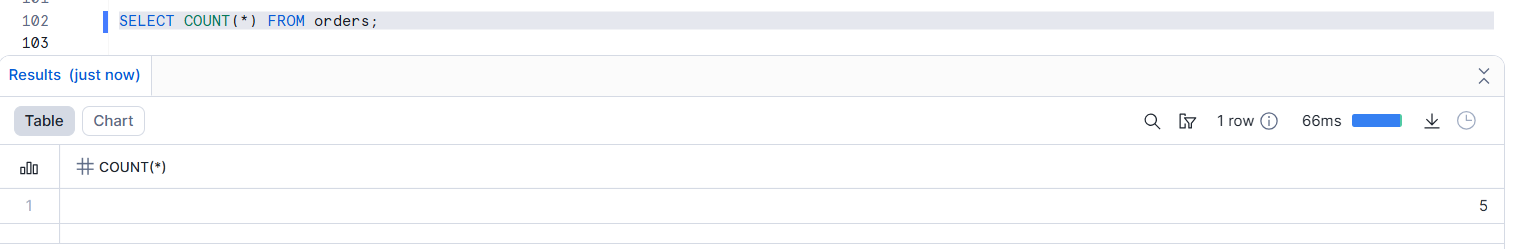 101
102 SELECT COUNT(*) FROM orders;
103
Results (just now)
Table Chart 1 row 66ms
COUNT(*)
1 5